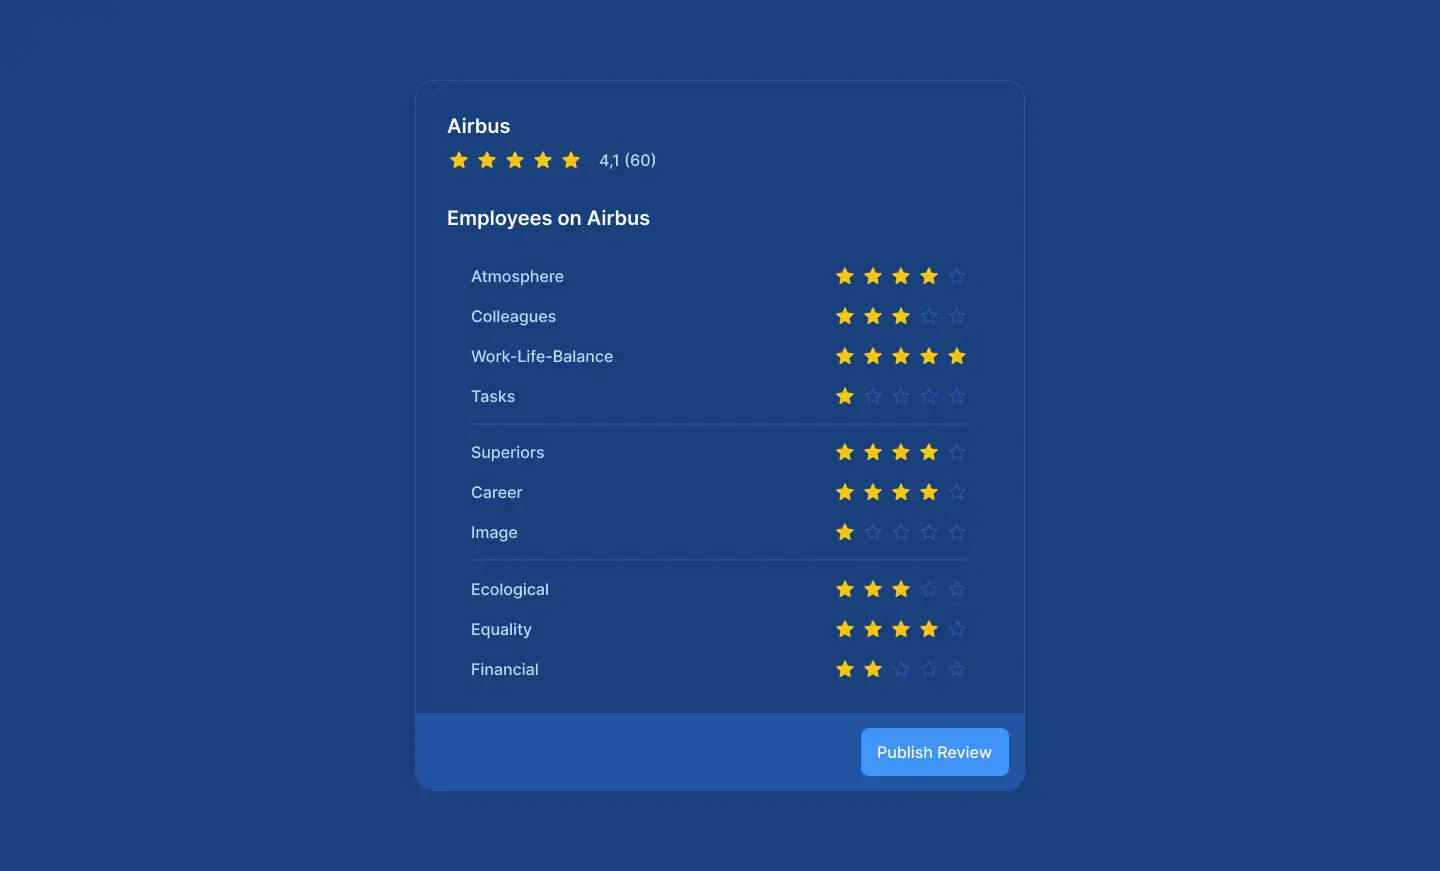 Airbus
4,1 (60)
Employees on Airbus
Atmosphere
Colleagues
Work-Life-Balance
Tasks
Superiors
Career
Image
Ecological
Equality
Financial
Publish Review